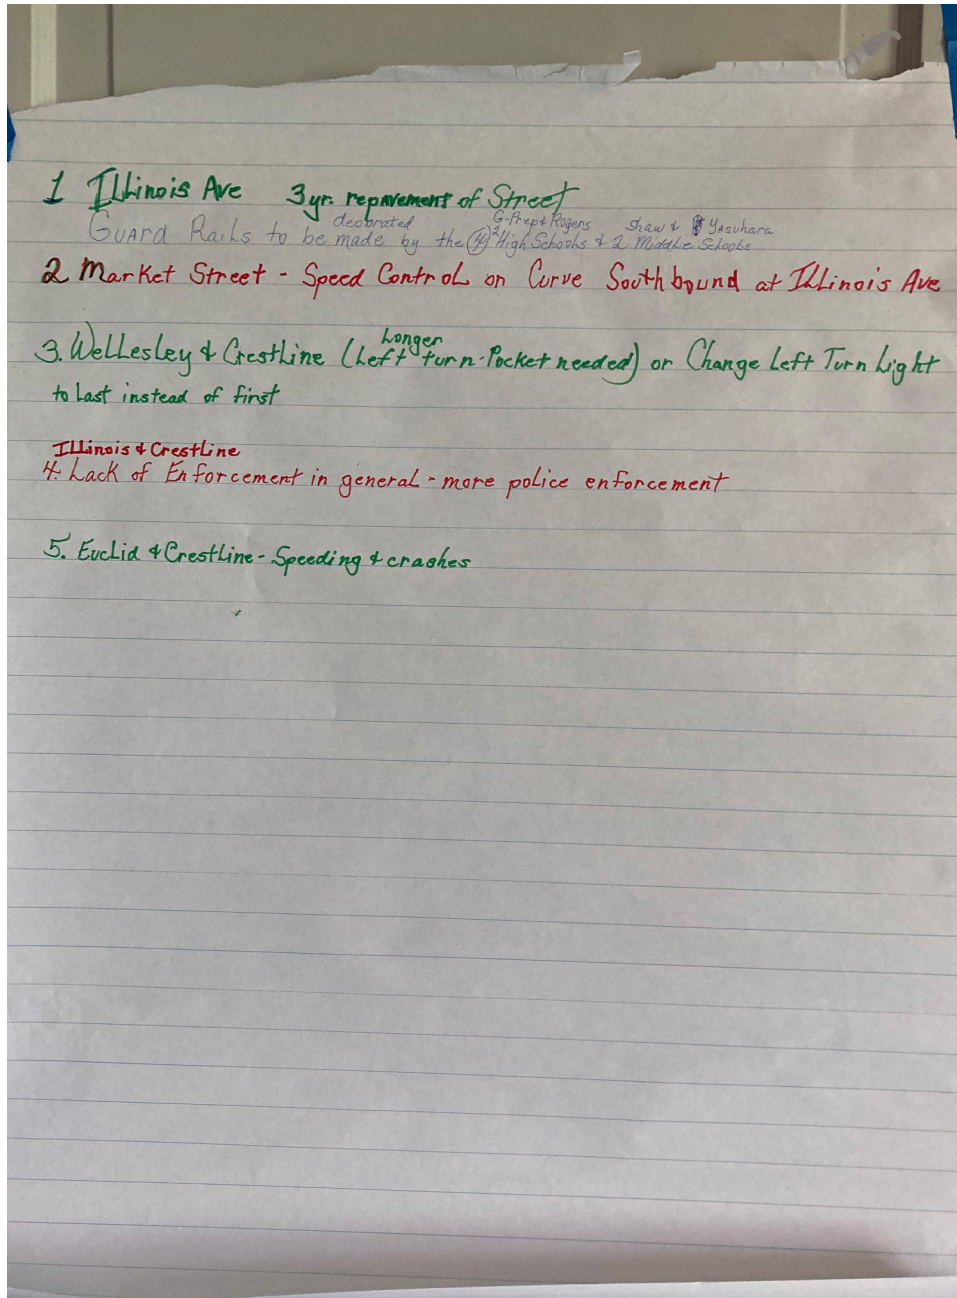 1 Illinois Ave 3yr. repavement of Street
decorated G-Prep & Rogers Shaw & Yasuhara
Guard Rails to be made by the (4) 2 High Schools & 2 Middle Schools
2 Market Street - Speed Control on Curve Southbound at Illinois Ave
Longer
3. Wellesley & Crestline (Left turn-Pocket needed) or Change Left Turn Light
to Last instead of first
Illinois & Crestline
4. Lack of Enforcement in general - more police enforcement
5. Euclid & Crestline - Speeding & crashes